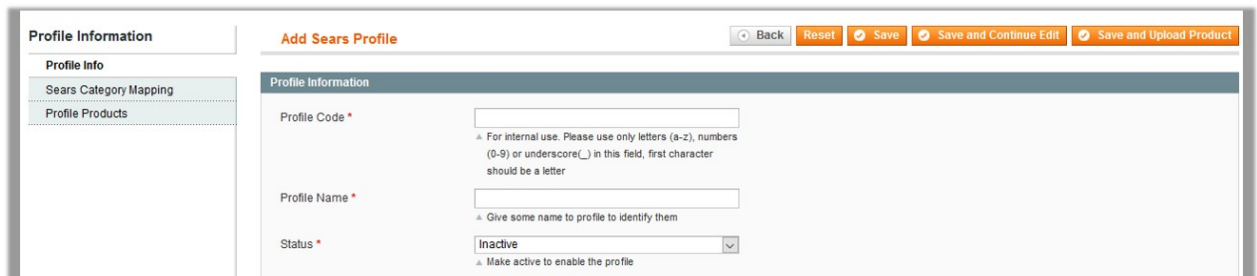 Profile Information
Add Sears Profile
Back Reset Save Save and Continue Edit Save and Upload Product
Profile Info
Sears Category Mapping
Profile Products
Profile Information
Profile Code *
For internal use. Please use only letters (a-z), numbers
(0-9) or underscore(_) in this field, first character
should be a letter
Profile Name *
Give some name to profile to identify them
Status *
Inactive
Make active to enable the profile